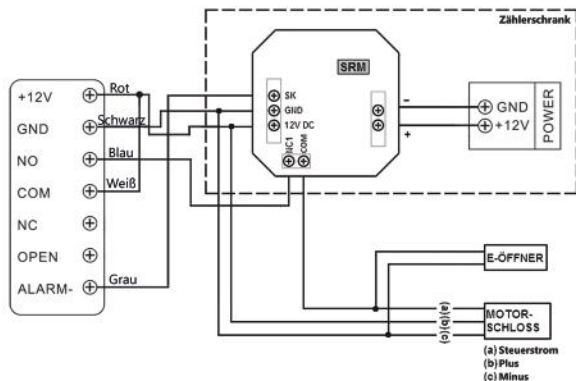 Zählerschrank
SRM
SK
GND
12V DC
NC1
COM
-
+
GND
+12V
POWER
+12V
GND
NO
COM
NC
OPEN
ALARM-
Rot
Schwarz
Blau
Weiß
Grau
E-ÖFFNER
MOTOR-
SCHLOSS
(a)
(b)
(c)
(a) Steuerstrom
(b) Plus
(c) Minus